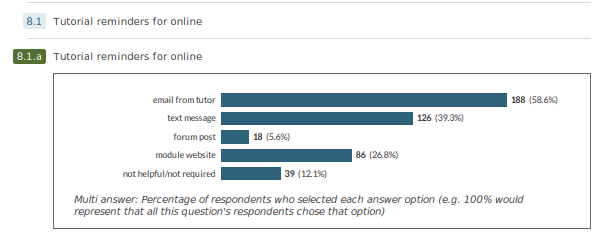 8.1 Tutorial reminders for online
8.1.a Tutorial reminders for online
email from tutor 188 (58.6%)
text message 126 (39.3%)
forum post 18 (5.6%)
module website 86 (26.8%)
not helpful/not required 39 (12.1%)
Multi answer: Percentage of respondents who selected each answer option (e.g. 100% would
represent that all this question's respondents chose that option)